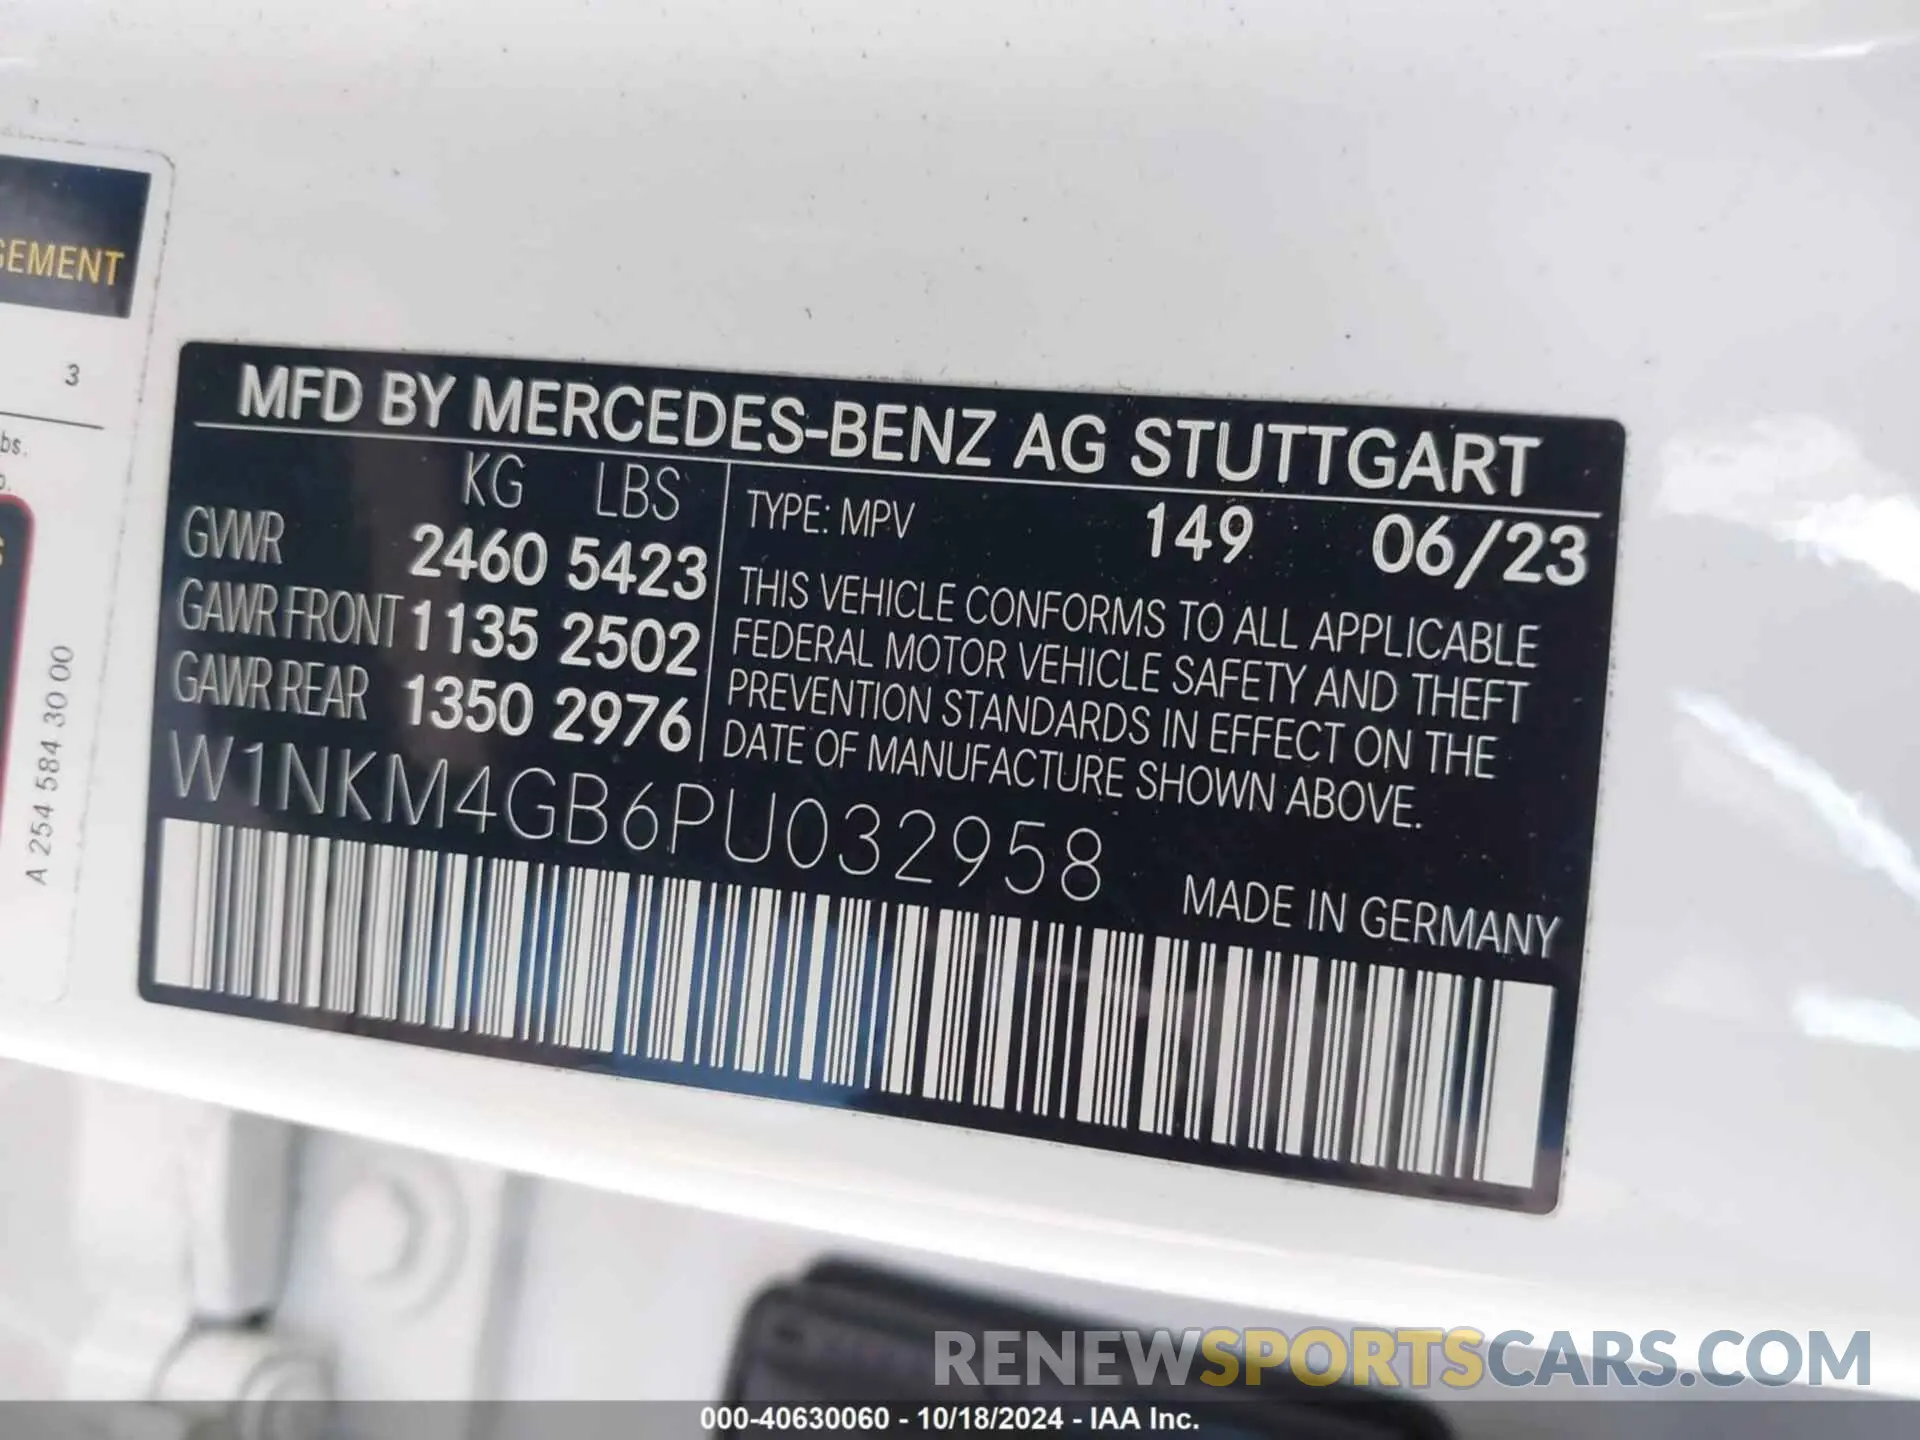 GEMENT
3
bs.
A 254 584 30 00
MFD BY MERCEDES-BENZ AG STUTTGART
KG LBS
GVWR 2460 5423
GAWR FRONT 1135 2502
GAWR REAR 1350 2976
TYPE: MPV 149 06/23
THIS VEHICLE CONFORMS TO ALL APPLICABLE
FEDERAL MOTOR VEHICLE SAFETY AND THEFT
PREVENTION STANDARDS IN EFFECT ON THE
DATE OF MANUFACTURE SHOWN ABOVE.
W1NKM4GB6PU032958
MADE IN GERMANY
RENEWSPORTSCARS.COM
000-40630060 - 10/18/2024 - IAA Inc.